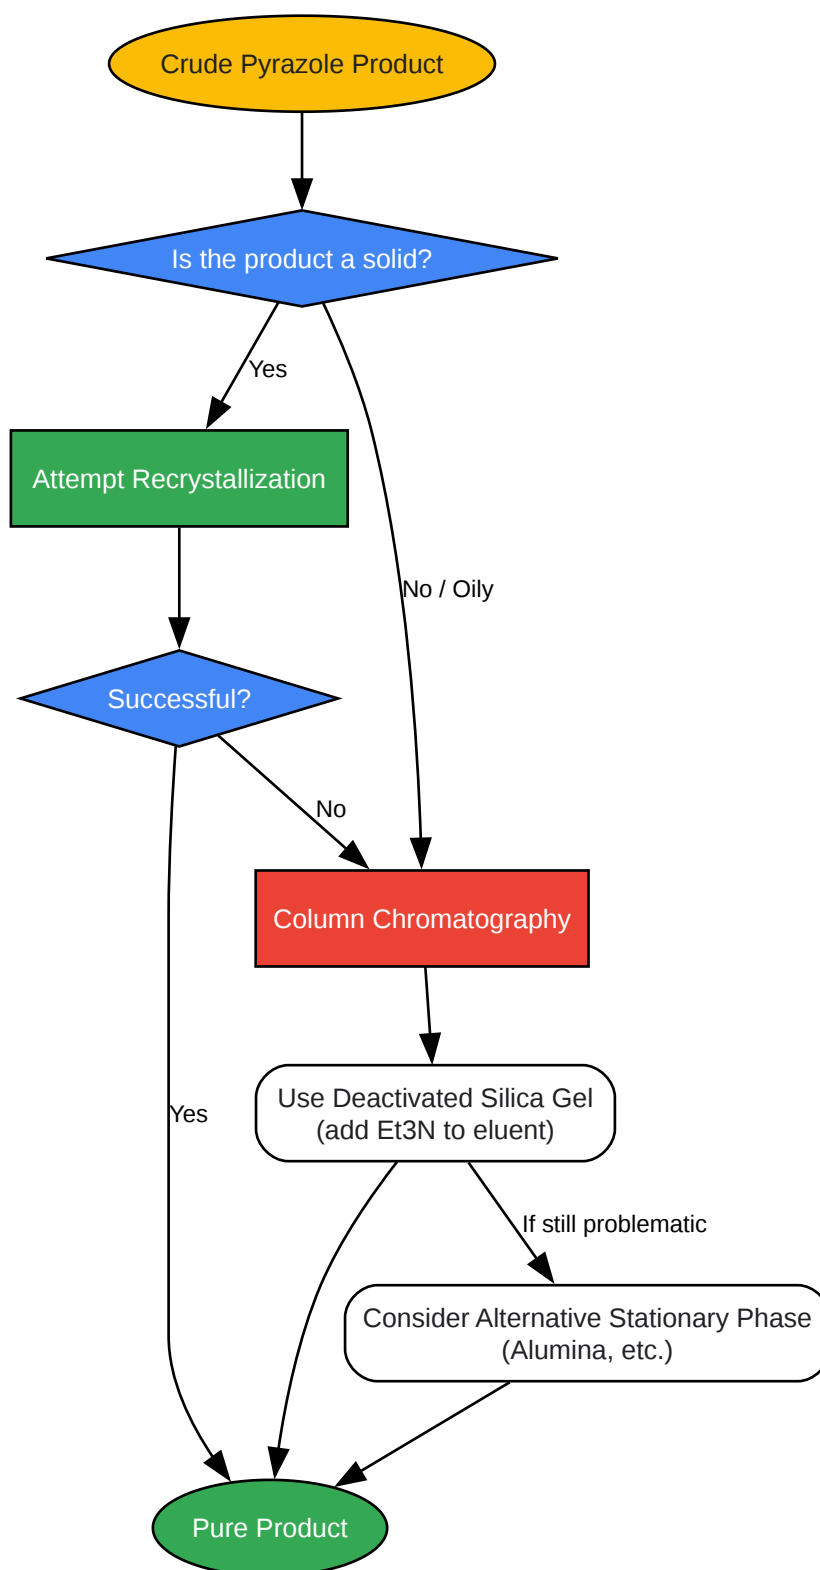 Crude Pyrazole Product
Is the product a solid?
Yes
Attempt Recrystallization
No / Oily
Successful?
No
Column Chromatography
Use Deactivated Silica Gel
(add Et3N to eluent)
Yes
If still problematic
Consider Alternative Stationary Phase
(Alumina, etc.)
Pure Product